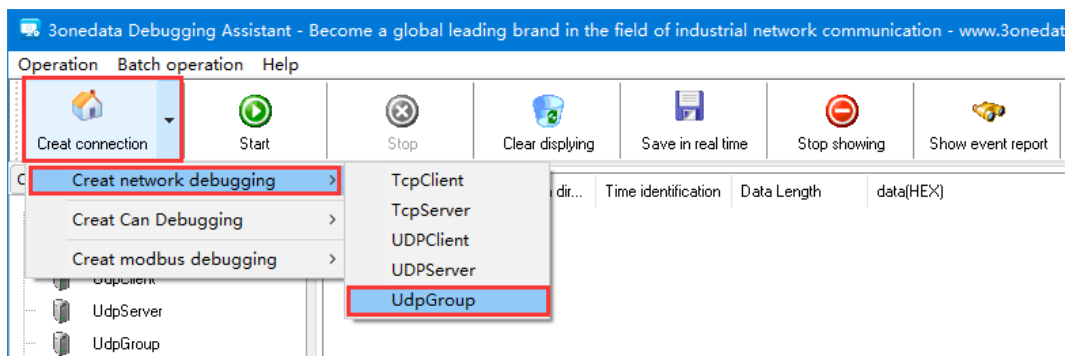 3onedata Debugging Assistant - Become a global leading brand in the field of industrial network communication - www.3onedat
Operation Batch operation Help
Creat connection Start Stop Clear displying Save in real time Stop showing Show event report
Creat network debugging
Creat Can Debugging
Creat modbus debugging
TcpClient
TcpServer
UDPClient
UDPServer
UdpGroup
dir... Time identification Data Length data(HEX)
UdpServer
UdpGroup